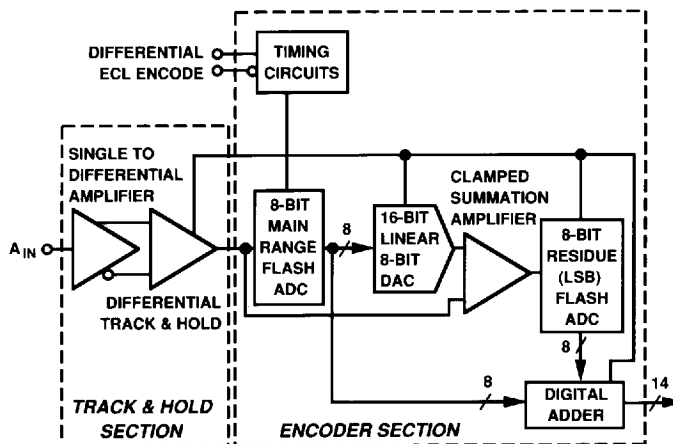 DIFFERENTIAL
ECL ENCODE
TIMING
CIRCUITS
SINGLE TO
DIFFERENTIAL
AMPLIFIER
CLAMPED
SUMMATION
AMPLIFIER
A IN
8-BIT
MAIN
RANGE
FLASH
ADC
8
16-BIT
LINEAR
8-BIT
DAC
8-BIT
RESIDUE
(LSB)
FLASH
ADC
DIFFERENTIAL
TRACK & HOLD
8
8
DIGITAL
ADDER
14
TRACK & HOLD
SECTION
ENCODER SECTION